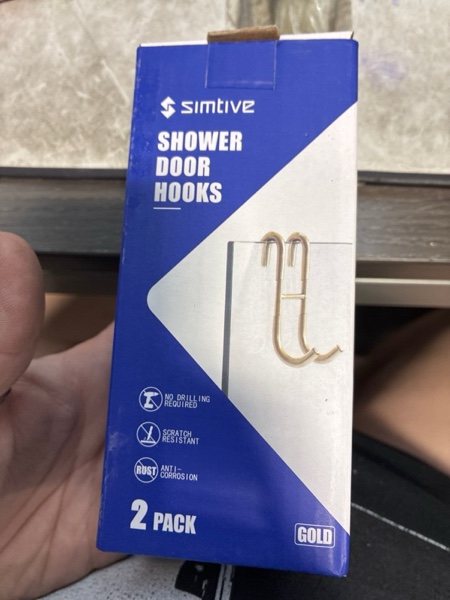 SIMTIVE
SHOWER
DOOR
HOOKS
NO DRILLING
REQUIRED
SCRATCH
RESISTANT
RUST
ANTI-
CORROSION
2 PACK
GOLD